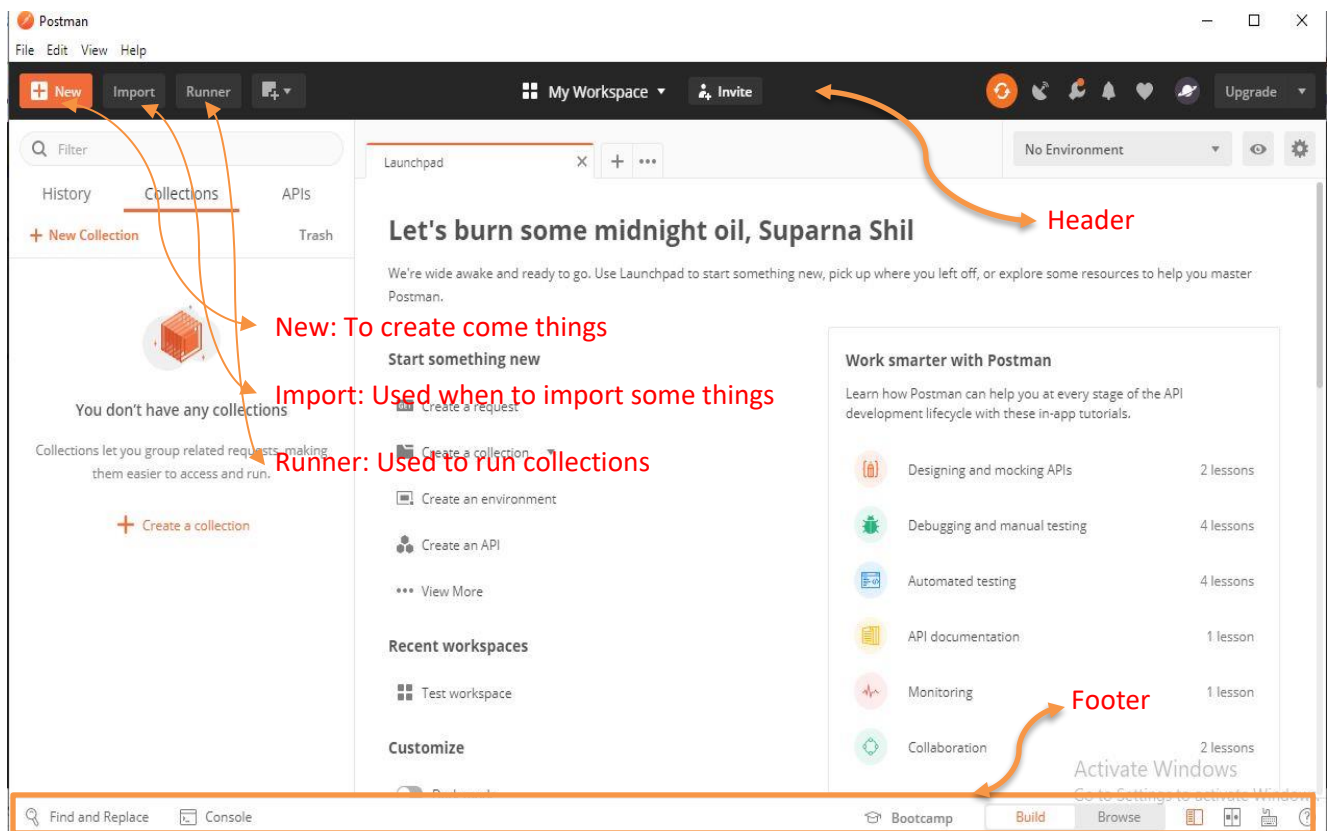 Postman
File Edit View Help
New Import Runner My Workspace Invite Upgrade
Filter
History Collections APIs
+ New Collection Trash
Launchpad
No Environment
Header
Let's burn some midnight oil, Suparna Shil
We're wide awake and ready to go. Use Launchpad to start something new, pick up where you left off, or explore some resources to help you master
Postman.
New: To create come things
Import: Used when to import some things
Runner: Used to run collections
You don't have any collections
Collections let you group related requests, making
them easier to access and run.
+ Create a collection
Start something new
GET Create a request
Create a collection
Create an environment
Create an API
View More
Recent workspaces
Test workspace
Customize
Work smarter with Postman
Learn how Postman can help you at every stage of the API
development lifecycle with these in-app tutorials.
Designing and mocking APIs 2 lessons
Debugging and manual testing 4 lessons
Automated testing 4 lessons
API documentation 1 lesson
Monitoring 1 lesson
Collaboration 2 lessons
Footer
Activate Windows
Go to Settings to activate Windows.
Find and Replace Console Bootcamp Build Browse